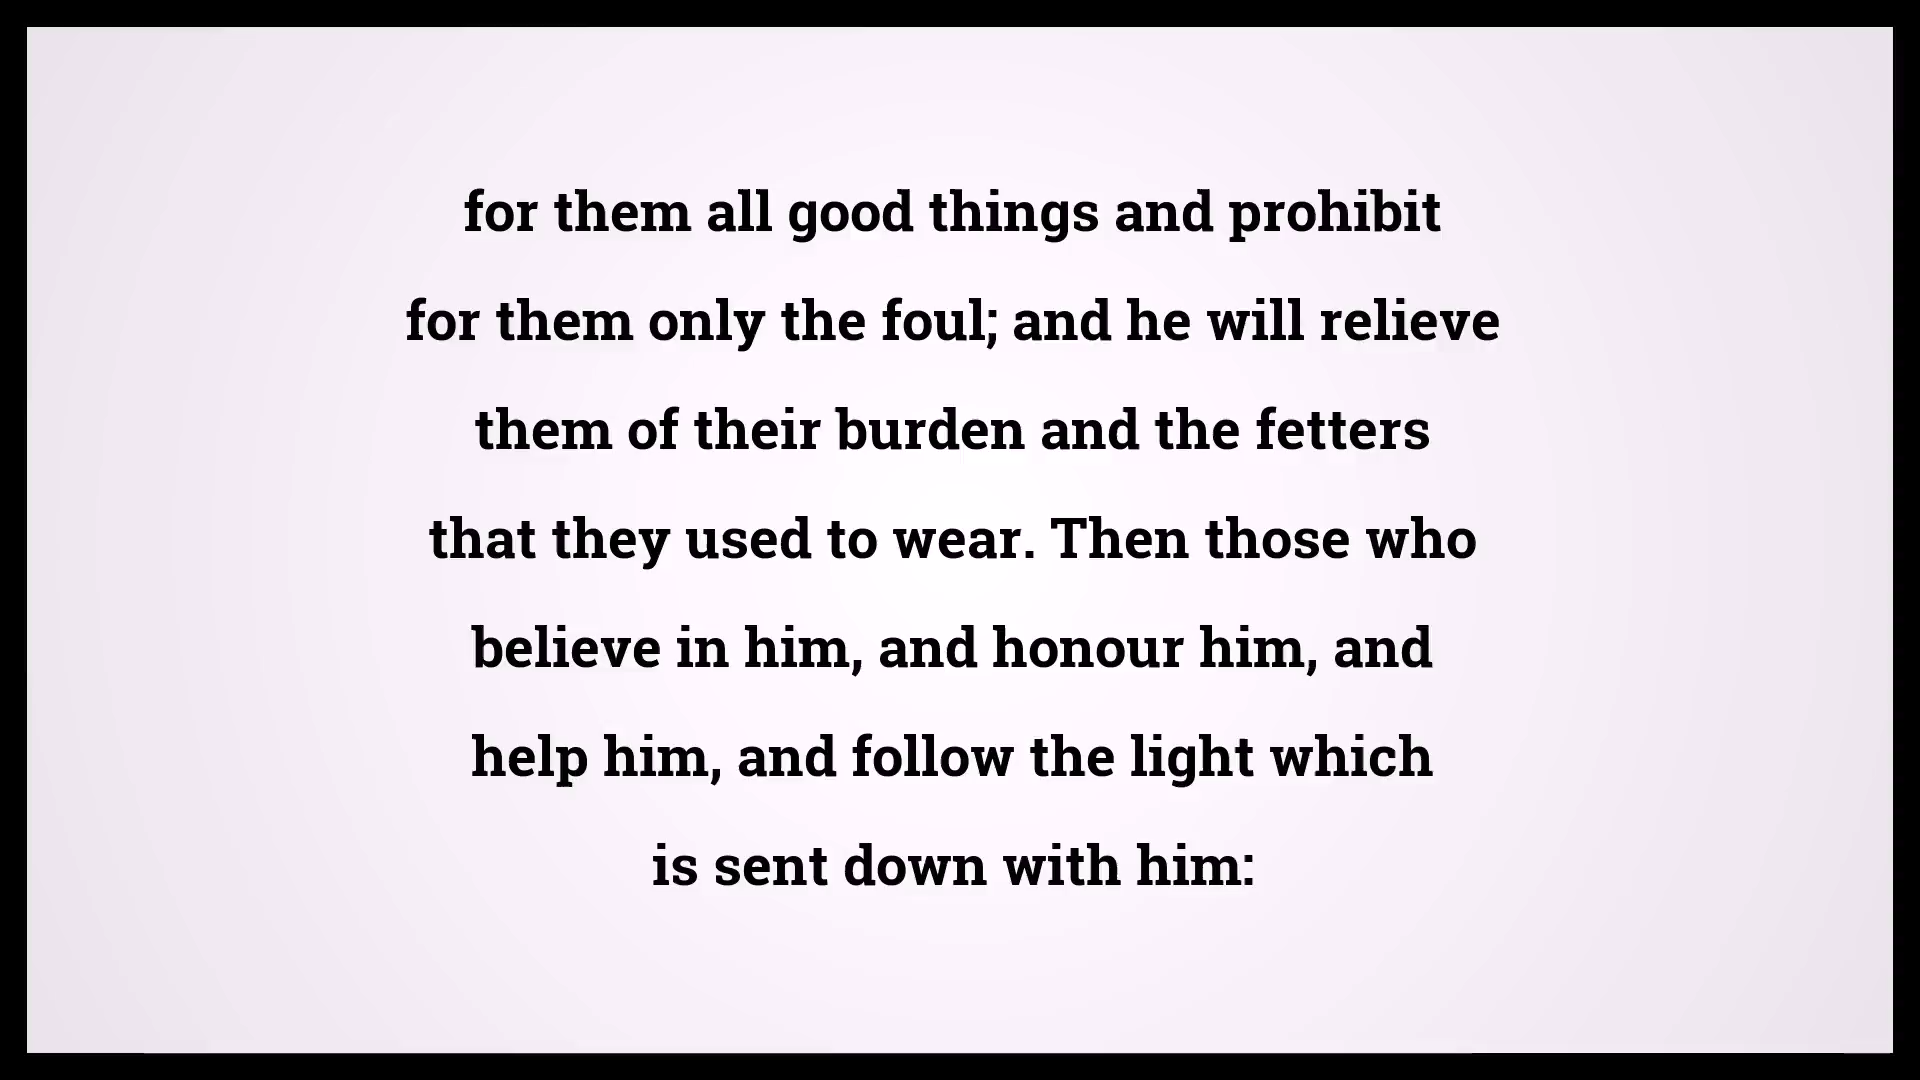 for them all good things and prohibit
for them only the foul; and he will relieve
them of their burden and the fetters
that they used to wear. Then those who
believe in him, and honour him, and
help him, and follow the light which
is sent down with him: